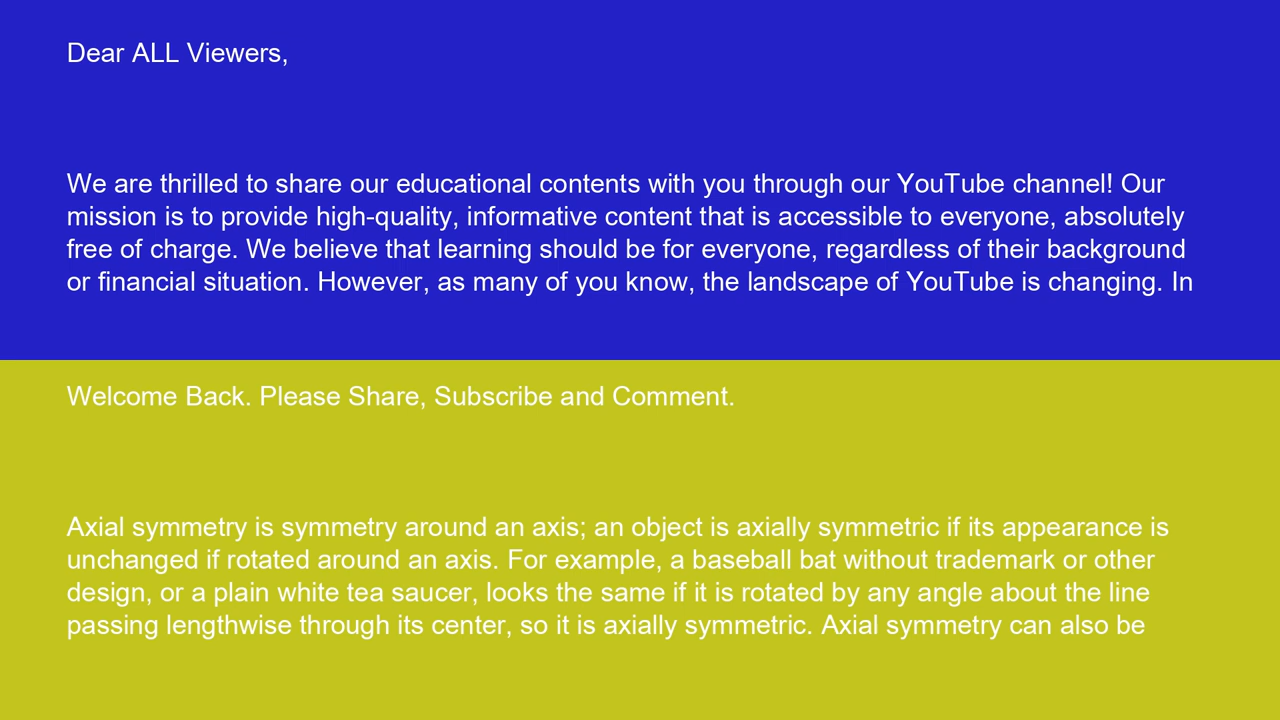 Dear ALL Viewers,
We are thrilled to share our educational contents with you through our YouTube channel! Our
mission is to provide high-quality, informative content that is accessible to everyone, absolutely
free of charge. We believe that learning should be for everyone, regardless of their background
or financial situation. However, as many of you know, the landscape of YouTube is changing. In
Welcome Back. Please Share, Subscribe and Comment.
Axial symmetry is symmetry around an axis; an object is axially symmetric if its appearance is
unchanged if rotated around an axis. For example, a baseball bat without trademark or other
design, or a plain white tea saucer, looks the same if it is rotated by any angle about the line
passing lengthwise through its center, so it is axially symmetric. Axial symmetry can also be